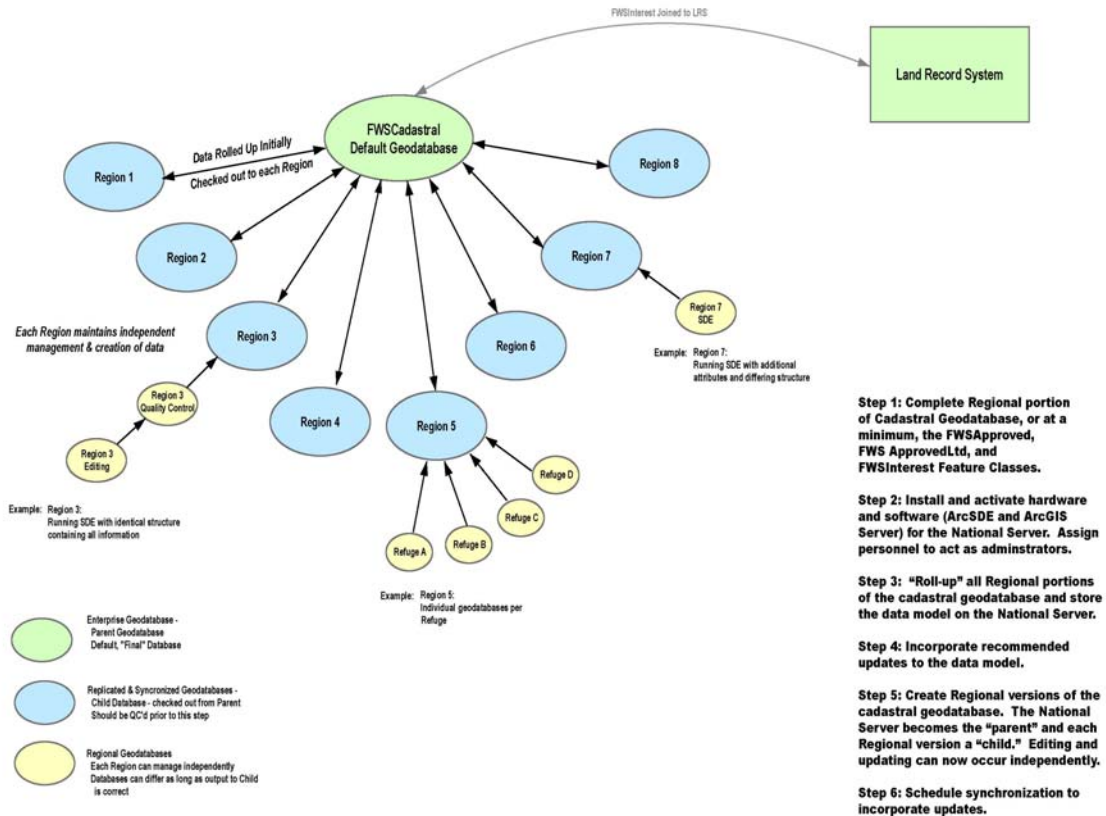 FWSInterest Joined to LRS
Land Record System
FWSCadastral
Default Geodatabase
Data Rolled Up Initially
Checked out to each Region
Region 1
Region 8
Region 2
Region 7
Region 7
SDE
Example: Region 7:
Running SDE with additional
attributes and differing structure
Each Region maintains independent
management & creation of data
Region 3
Region 6
Region 3
Quality Control
Region 4
Region 5
Region 3
Editing
Refuge D
Refuge C
Refuge B
Refuge A
Example: Region 3:
Running SDE with identical structure
containing all information
Example: Region 5:
Individual geodatabases per
Refuge
Enterprise Geodatabase -
Parent Geodatabase
Default, "Final" Database
Replicated & Syncronized Geodatabases -
Child Database - checked out from Parent
Should be QC'd prior to this step
Regional Geodatabases
Each Region can manage independently
Databases can differ as long as output to Child
is correct
Step 1: Complete Regional portion
of Cadastral Geodatabase, or at a
minimum, the FWSApproved,
FWS ApprovedLtd, and
FWSInterest Feature Classes.
Step 2: Install and activate hardware
and software (ArcSDE and ArcGIS
Server) for the National Server. Assign
personnel to act as adminstrators.
Step 3: “Roll-up” all Regional portions
of the cadastral geodatabase and store
the data model on the National Server.
Step 4: Incorporate recommended
updates to the data model.
Step 5: Create Regional versions of the
cadastral geodatabase. The National
Server becomes the “parent” and each
Regional version a “child.” Editing and
updating can now occur independently.
Step 6: Schedule synchronization to
incorporate updates.